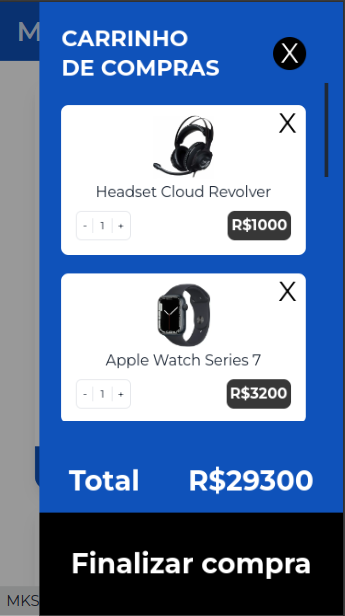 M
CARRINHO
DE COMPRAS
X
X
Headset Cloud Revolver
- 1 +
R$1000
X
Apple Watch Series 7
- 1 +
R$3200
Total R$29300
Finalizar compra
MKS